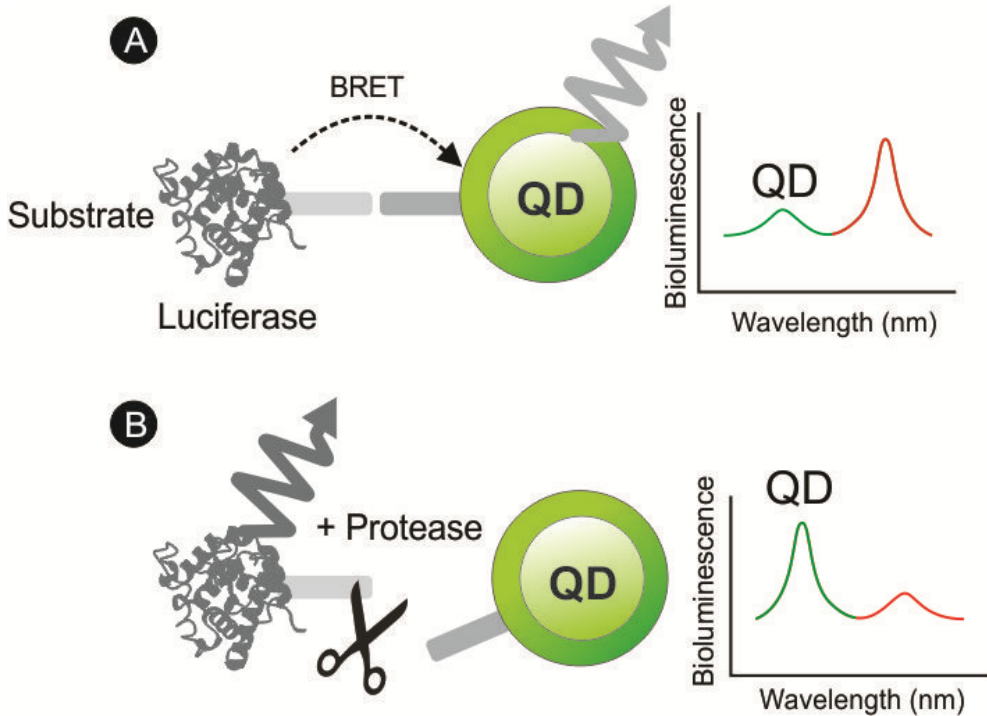 A
BRET
QD
Substrate
Luciferase
QD
Bioluminescence
Wavelength (nm)
B
+ Protease
QD
QD
Bioluminescence
Wavelength (nm)